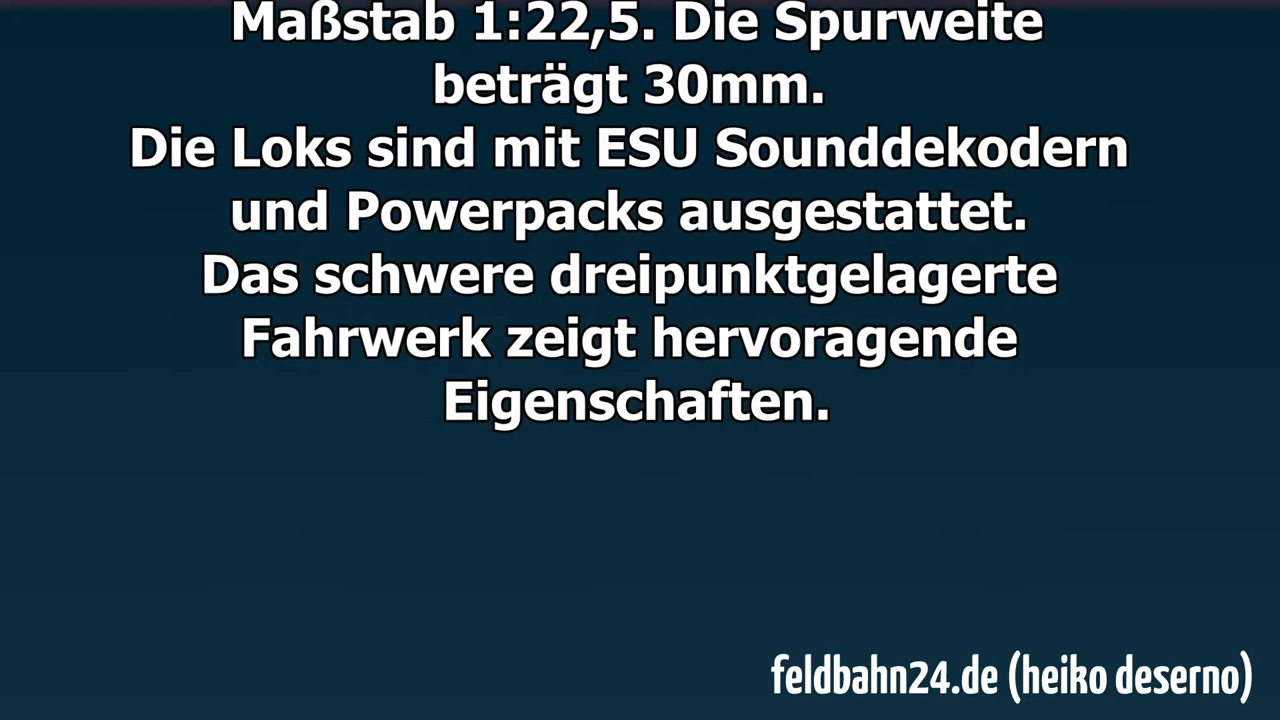 Maßstab 1:22,5. Die Spurweite
beträgt 30mm.
Die Loks sind mit ESU Sounddekodern
und Powerpacks ausgestattet.
Das schwere dreipunktgelagerte
Fahrwerk zeigt hervoragende
Eigenschaften.
feldbahn24.de (heiko deserno)